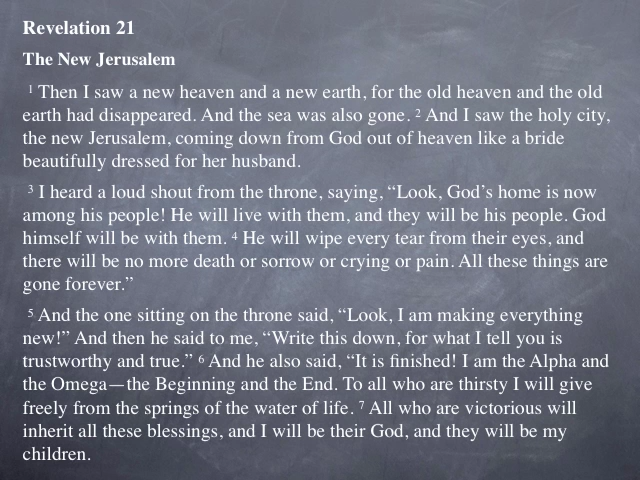 Revelation 21
The New Jerusalem
1 Then I saw a new heaven and a new earth, for the old heaven and the old
earth had disappeared. And the sea was also gone. 2 And I saw the holy city,
the new Jerusalem, coming down from God out of heaven like a bride
beautifully dressed for her husband.
3 I heard a loud shout from the throne, saying, “Look, God’s home is now
among his people! He will live with them, and they will be his people. God
himself will be with them. 4 He will wipe every tear from their eyes, and
there will be no more death or sorrow or crying or pain. All these things are
gone forever.”
5 And the one sitting on the throne said, “Look, I am making everything
new!” And then he said to me, “Write this down, for what I tell you is
trustworthy and true.” 6 And he also said, “It is finished! I am the Alpha and
the Omega—the Beginning and the End. To all who are thirsty I will give
freely from the springs of the water of life. 7 All who are victorious will
inherit all these blessings, and I will be their God, and they will be my
children.